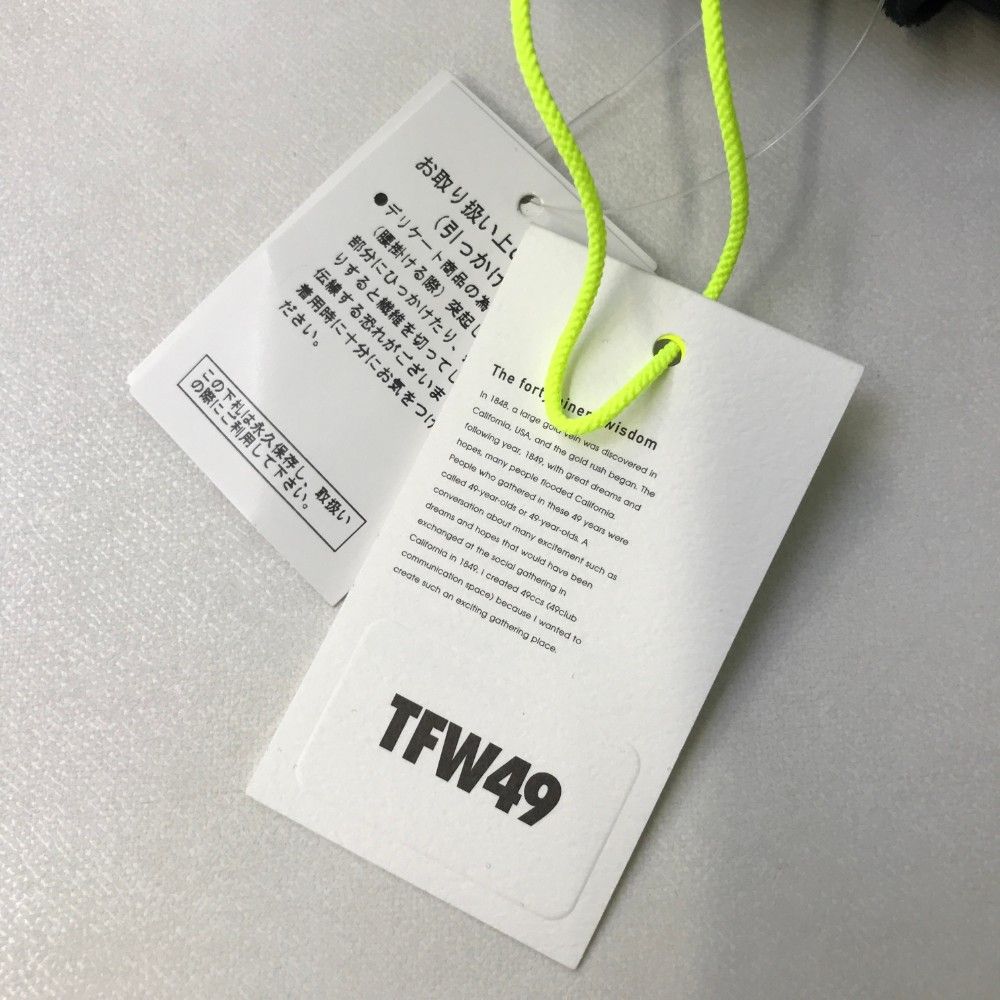 お取り扱い上
(引っかけ
●デリケート商品の為
(腰掛ける際)突起し
部分にひっかけたり、
りすると繊維を切ってし
伝線する恐れがございま
着用時に十分にお気をつけ
ださい。
この下札は永久保存し、取扱い
の際にご利用して下さい。
The wisdom
In 1848, a large gold vein was discovered in
California, USA, and the gold rush began. The
following year, 1849, with great dreams and
hopes, many people flooded California.
People who gathered in these 49 years were
called 49-year-olds or 49-year-olds. A
conversation about many excitement such as
dreams and hopes that would have been
exchanged at the social gathering in
California in 1849. I created 49ccs (49club
communication space) because I wanted to
create such an exciting gathering place.
TFW49